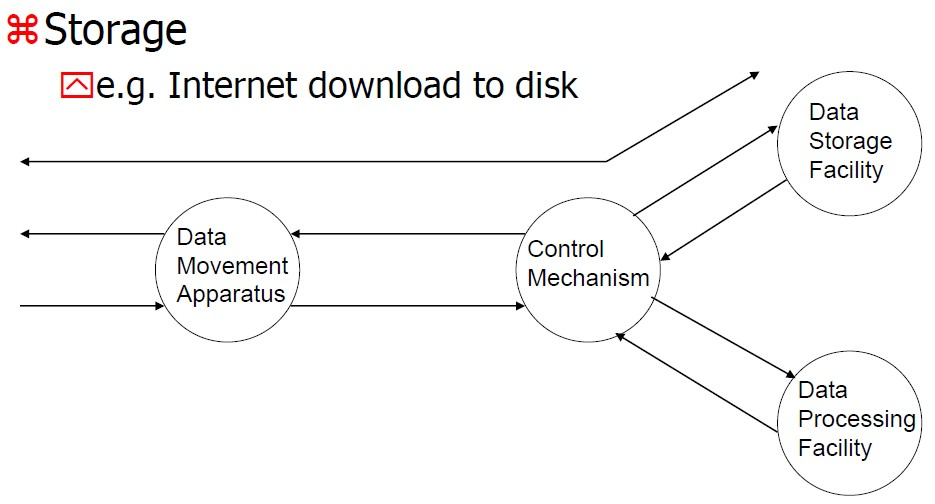 ⌘Storage
e.g. Internet download to disk
Data
Storage
Facility
Data
Movement
Apparatus
Control
Mechanism
Data
Processing
Facility